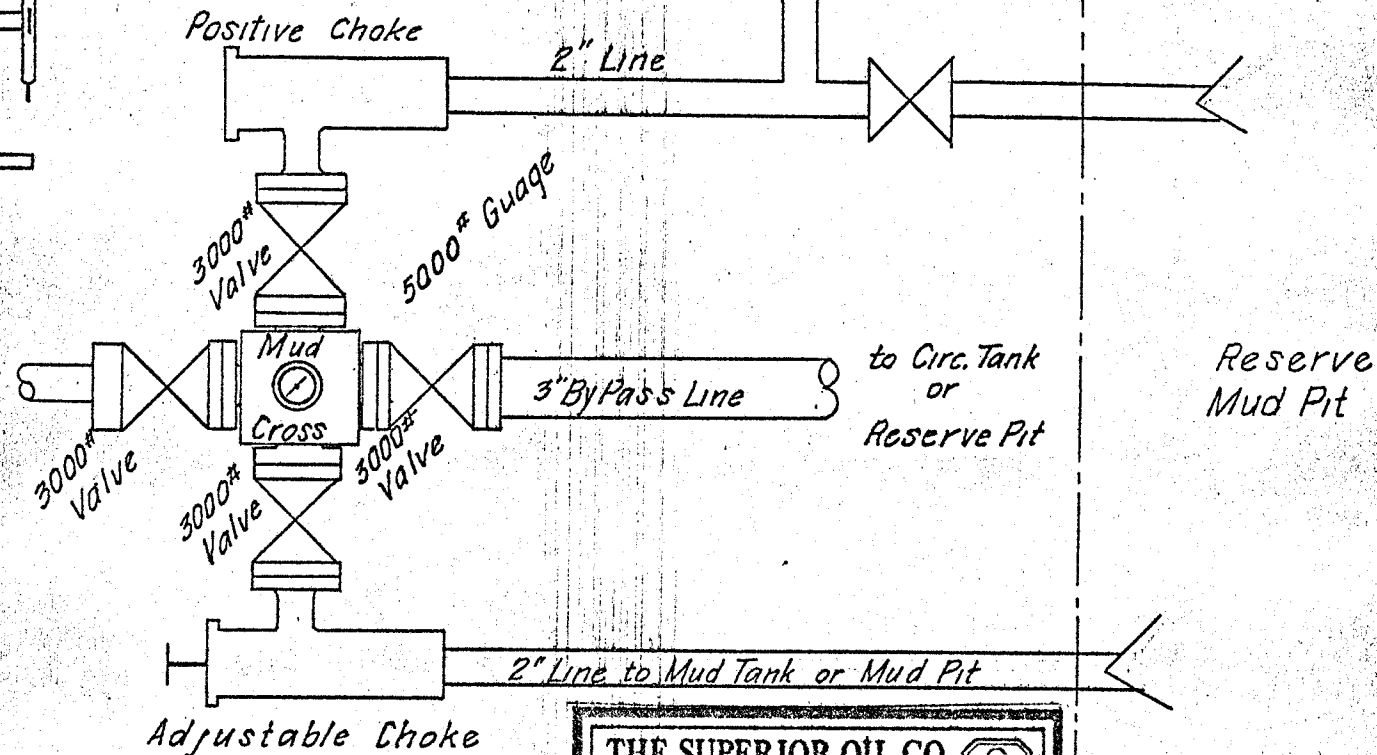 Positive Choke
2" Line
3000#
Valve
5000# Guage
Mud
Cross
3" By Pass Line
to Circ. Tank
or
Reserve Pit
Reserve
Mud Pit
3000#
Valve
3000#
Valve
3000#
Valve
2" Line to Mud Tank or Mud Pit
Adjustable Choke
THE SUPERIOR OIL CO